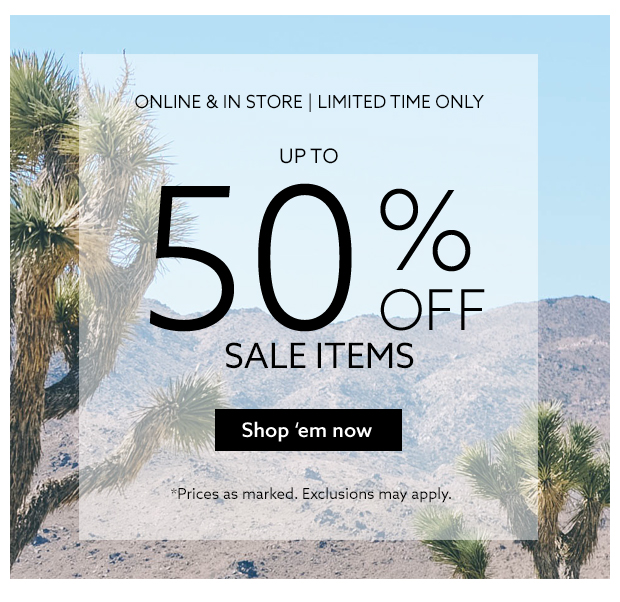 ONLINE & IN STORE | LIMITED TIME ONLY
UP TO
50%
OFF
SALE ITEMS
Shop ‘em now
*Prices as marked. Exclusions may apply.